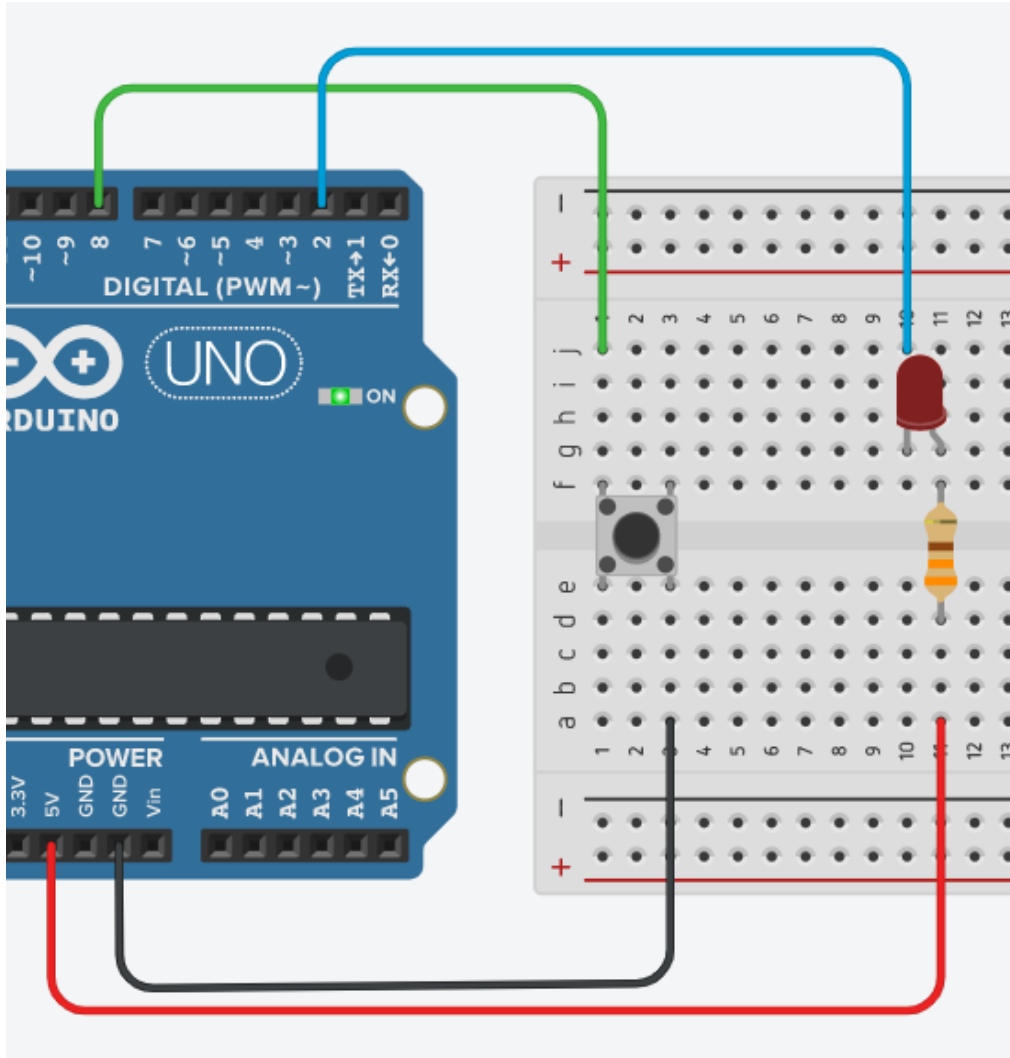 ~10
~9
8
7
~6
~5
4
~3
2
TX→1
RX←0
DIGITAL (PWM~)
UNO
ON
RDUINO
POWER
ANALOG IN
3.3V
5V
GND
GND
Vin
A0
A1
A2
A3
A4
A5
− 
+
1 2 3 4 5 6 7 8 9 10 11 12 13
j
i
h
g
f
e
d
c
b
a
1 2 3 4 5 6 7 8 9 10 11 12 13
−
+